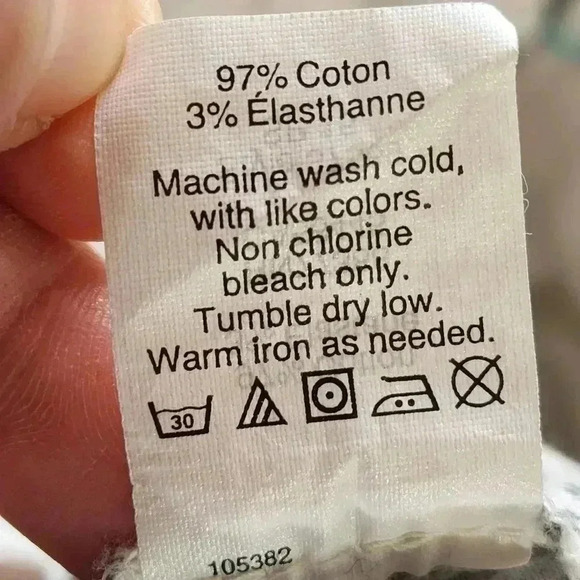 97% Coton
3% Élasthanne
Machine wash cold,
with like colors.
Non chlorine
bleach only.
Tumble dry low.
Warm iron as needed.
30
105382